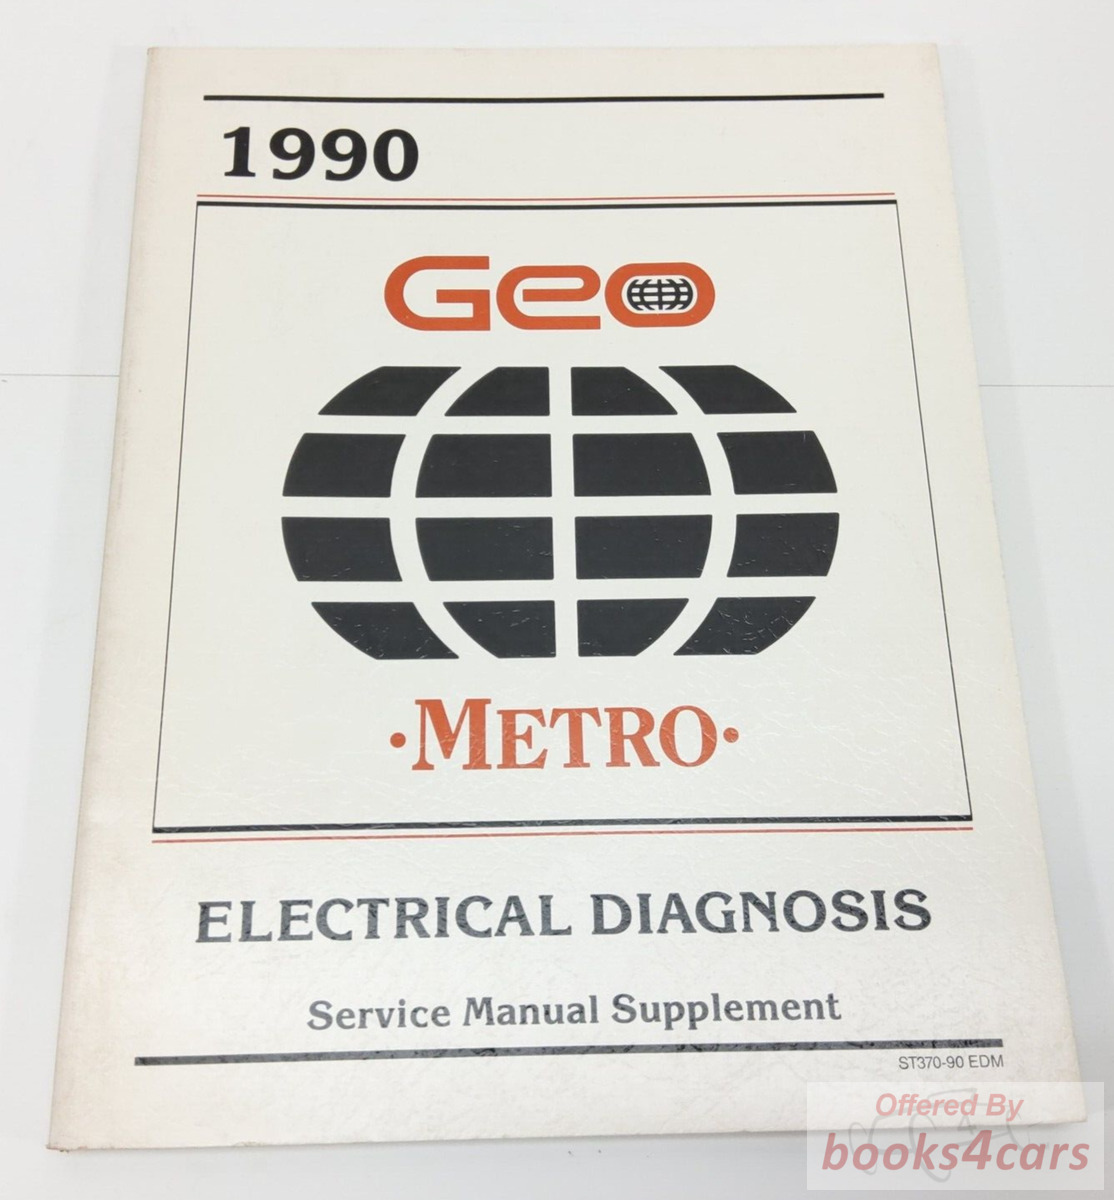 1990
Geo
·METRO·
ELECTRICAL DIAGNOSIS
Service Manual Supplement
ST370-90 EDM
Offered By
books4cars